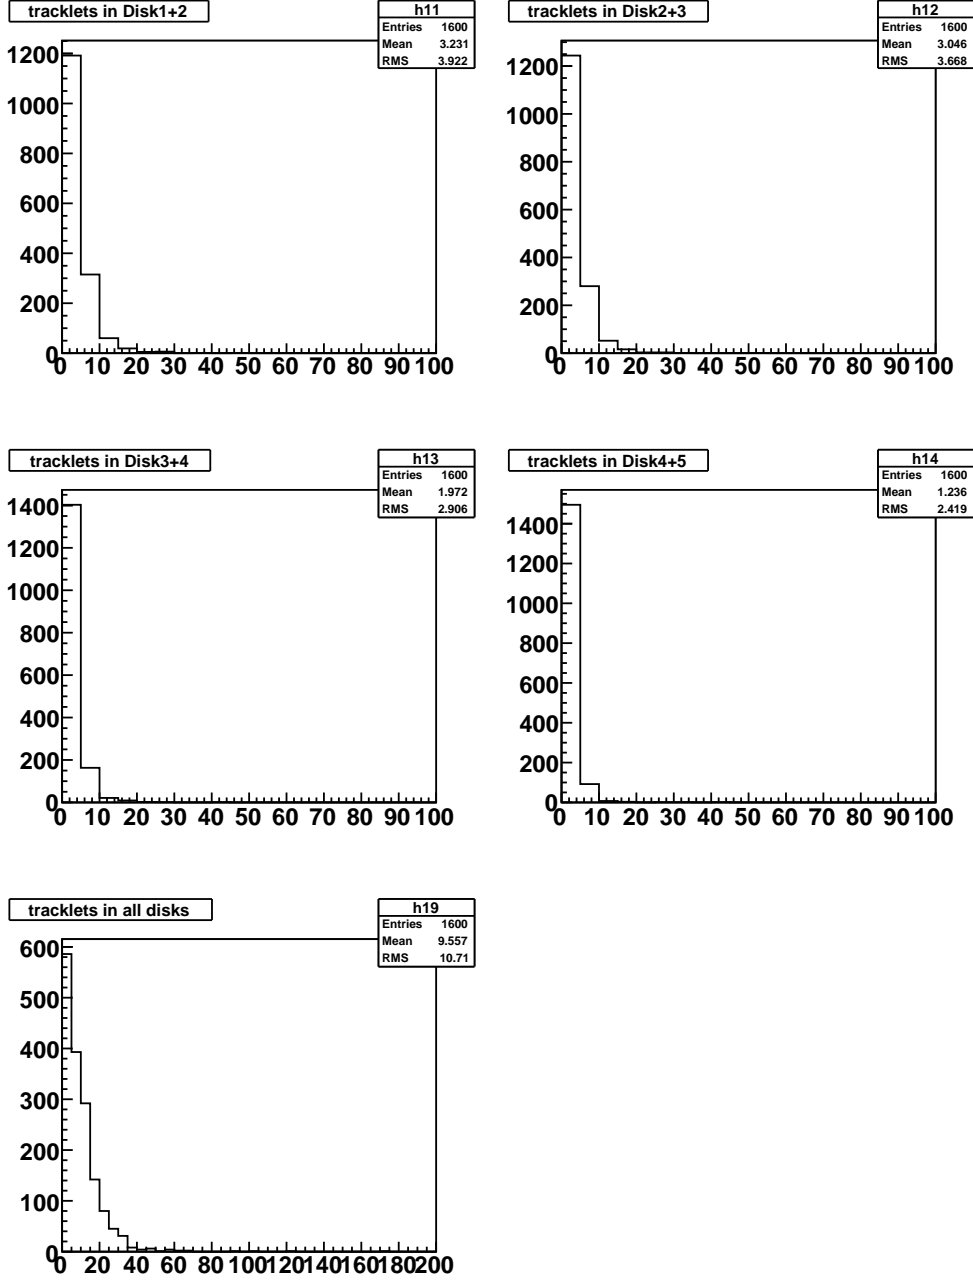 tracklets in Disk1+2
h11
Entries 1600
Mean 3.231
RMS 3.922
1200
1000
800
600
400
200
0
0 10 20 30 40 50 60 70 80 90 100
tracklets in Disk2+3
h12
Entries 1600
Mean 3.046
RMS 3.668
1200
1000
800
600
400
200
0
0 10 20 30 40 50 60 70 80 90 100
tracklets in Disk3+4
h13
Entries 1600
Mean 1.972
RMS 2.906
1400
1200
1000
800
600
400
200
0
0 10 20 30 40 50 60 70 80 90 100
tracklets in Disk4+5
h14
Entries 1600
Mean 1.236
RMS 2.419
1400
1200
1000
800
600
400
200
0
0 10 20 30 40 50 60 70 80 90 100
tracklets in all disks
h19
Entries 1600
Mean 9.557
RMS 10.71
600
500
400
300
200
100
0
0 20 40 60 80 100 120 140 160 180 200